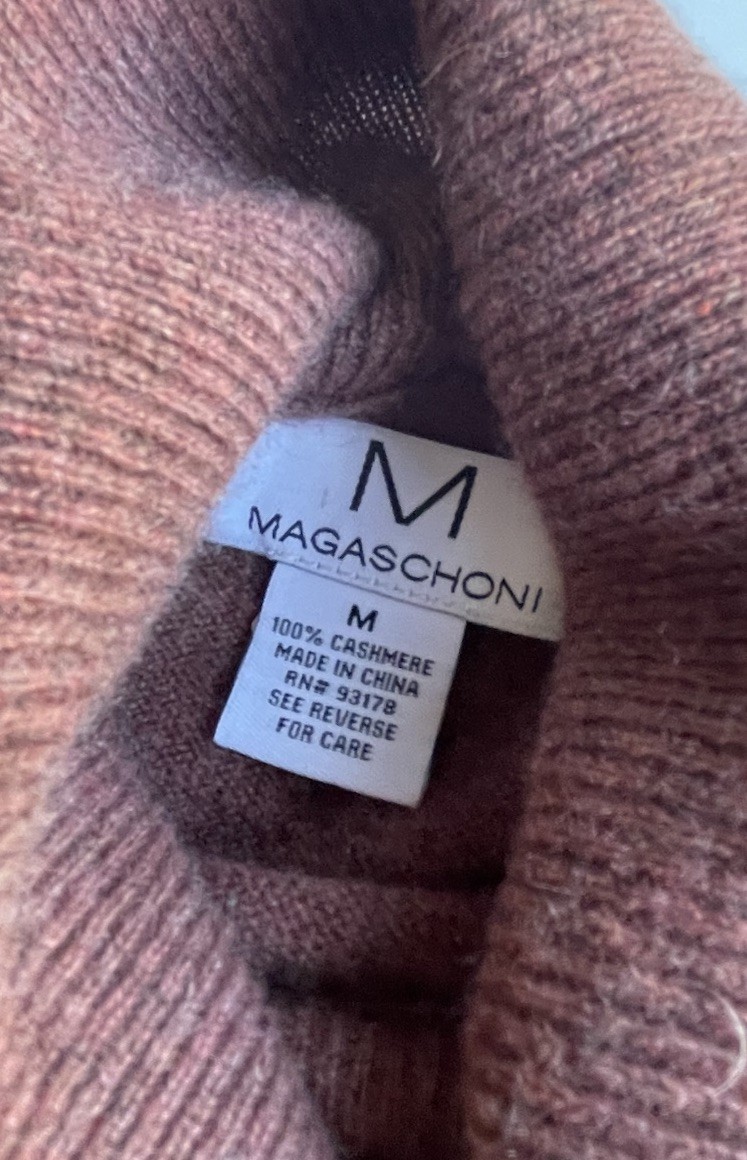 M
MAGASCHONI
M
100% CASHMERE
MADE IN CHINA
RN# 93178
SEE REVERSE
FOR CARE